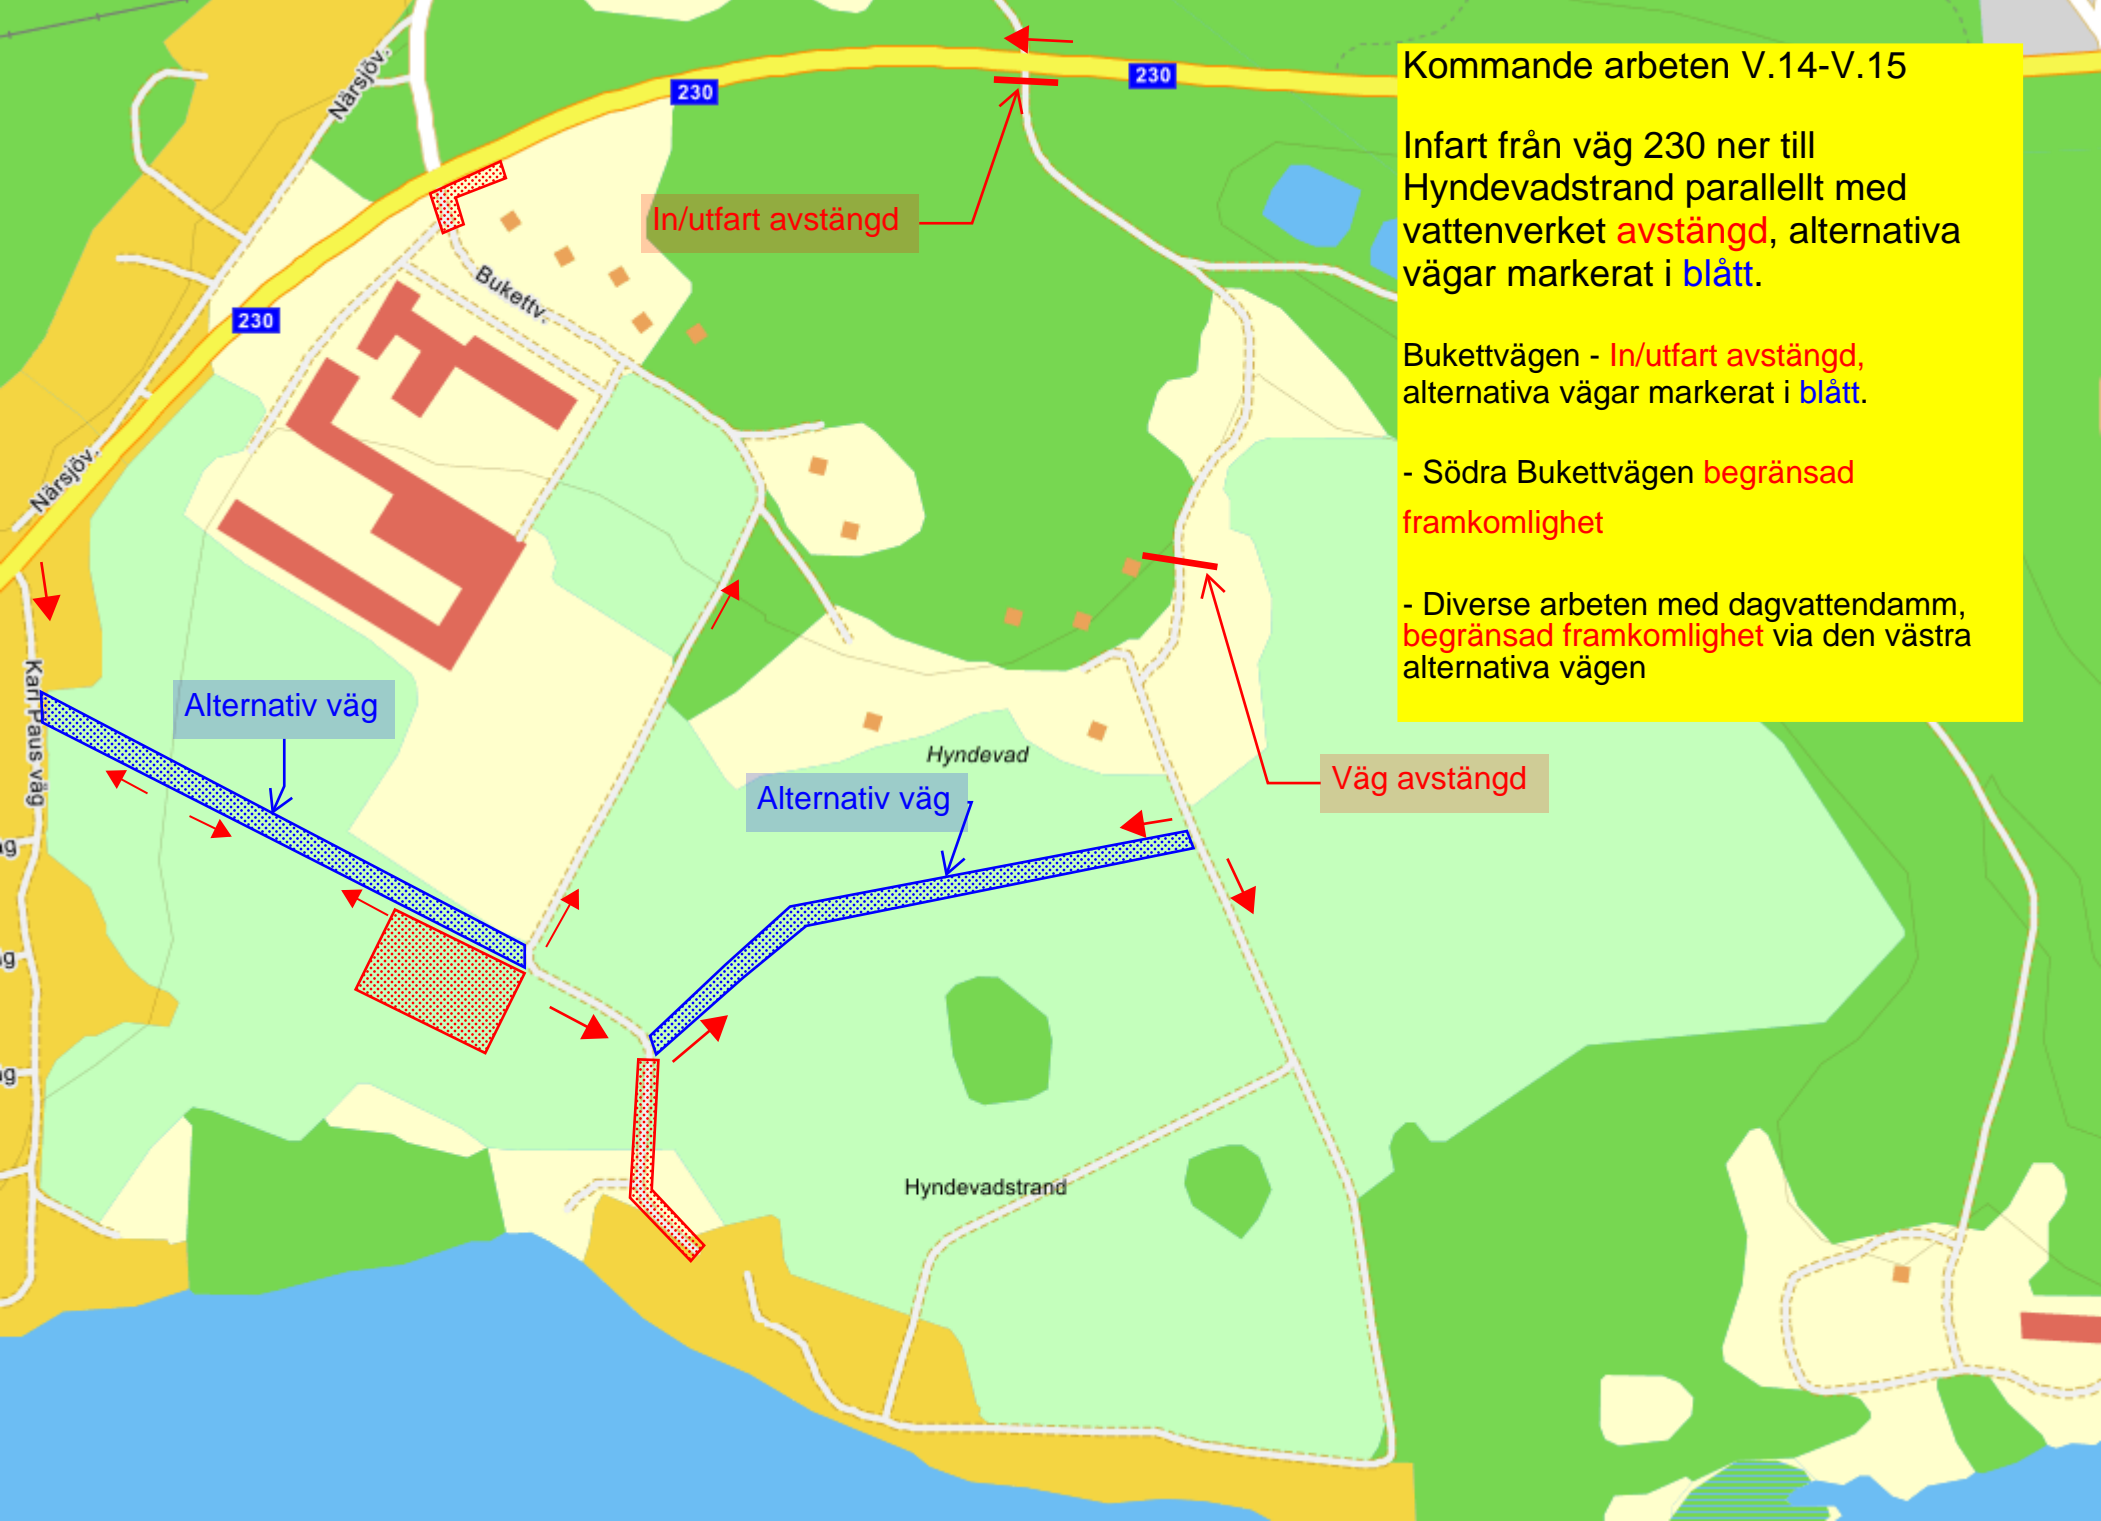 Kommande arbeten V.14-V.15
Infart från väg 230 ner till
Hyndevadstrand parallellt med
vattenverket avstängd, alternativa
vägar markerat i blått.
Bukettvägen - In/utfart avstängd,
alternativa vägar markerat i blått.
- Södra Bukettvägen begränsad
framkomlighet
- Diverse arbeten med dagvattendamm,
begränsad framkomlighet via den västra
alternativa vägen
Närsjöv.
230
230
230
In/utfart avstängd
Bukettv.
Närsjöv.
Karl Paus väg
Alternativ väg
Hyndevad
Alternativ väg
Väg avstängd
g
g
g
Hyndevadstrand